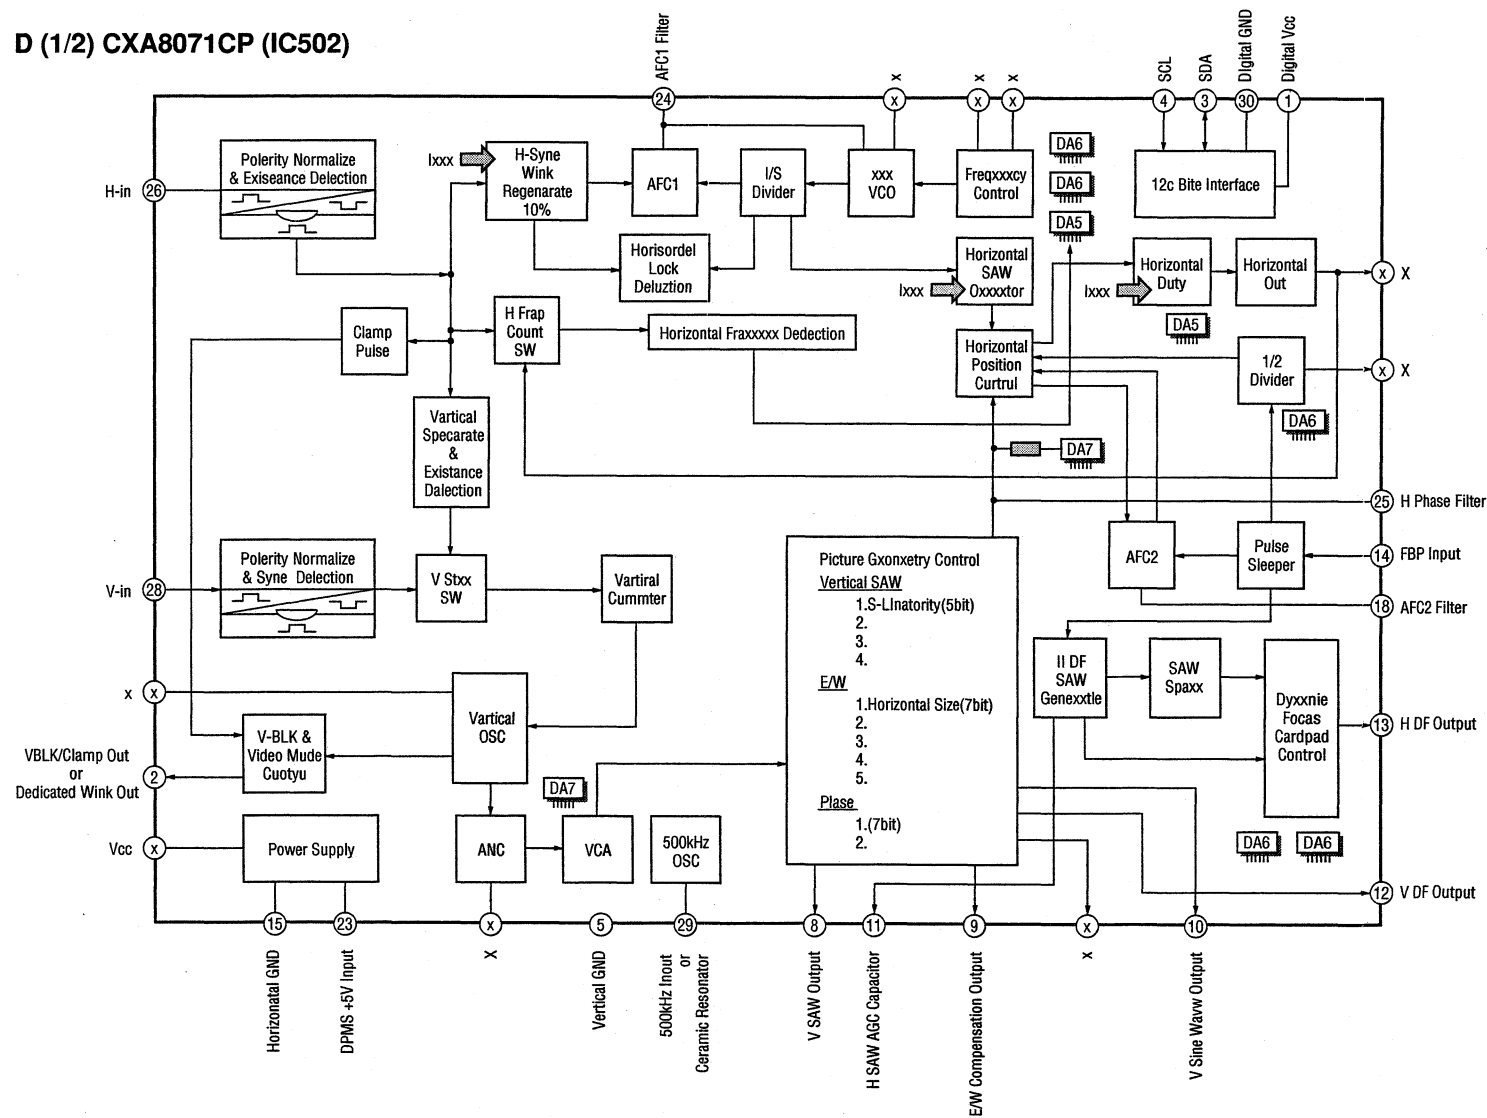 D (1/2) CXA8071CP (IC502)
AFC1 Filter
x
x
x
SCL
SDA
DIgital GND
Digital Vcc
24
x
x
x
4
3
30
1
Polerity Normalize
& Exiseance Delection
H-in
26
Ixxx
H-Syne
Wink
Regenarate
10%
AFC1
I/S
Divider
xxx
VCO
Freqxxxcy
Control
DA6
DA6
DA5
12c Bite Interface
Horisordel
Lock
Deluztion
Horizontal
SAW
Oxxxxtor
Ixxx
Horizontal
Duty
Ixxx
Horizontal
Out
x
X
DA5
Clamp
Pulse
H Frap
Count
SW
Horizontal Fraxxxxx Dedection
Horizontal
Position
Curtrul
1/2
Divider
x
X
DA6
Vartical
Specarate
&
Existance
Dalection
DA7
25
H Phase Filter
Polerity Normalize
& Syne Delection
V-in
28
V Stxx
SW
Vartiral
Cummter
Picture Gxonxetry Control
Vertical SAW
1.S-LInatority(5bit)
2.
3.
4.
E/W
1.Horizontal Size(7bit)
2.
3.
4.
5.
Plase
1.(7bit)
2.
AFC2
Pulse
Sleeper
14
FBP Input
18
AFC2 Filter
II DF
SAW
Genexxtle
SAW
Spaxx
Dyxxnie
Focas
Cardpad
Control
13
H DF Output
x
x
Vartical
OSC
V-BLK &
Video Mude
Cuotyu
VBLK/Clamp Out
or
Dedicated Wink Out
2
DA7
Vcc
x
Power Supply
ANC
VCA
500kHz
OSC
DA6
DA6
12
V DF Output
15
23
x
5
29
8
11
9
x
10
Horizonatal GND
DPMS +5V Input
X
Vertical GND
500kHz Inout
or
Ceramic Resonator
V SAW Output
H SAW AGC Capacitor
E/W Compensation Output
x
V Sine Wavw Output